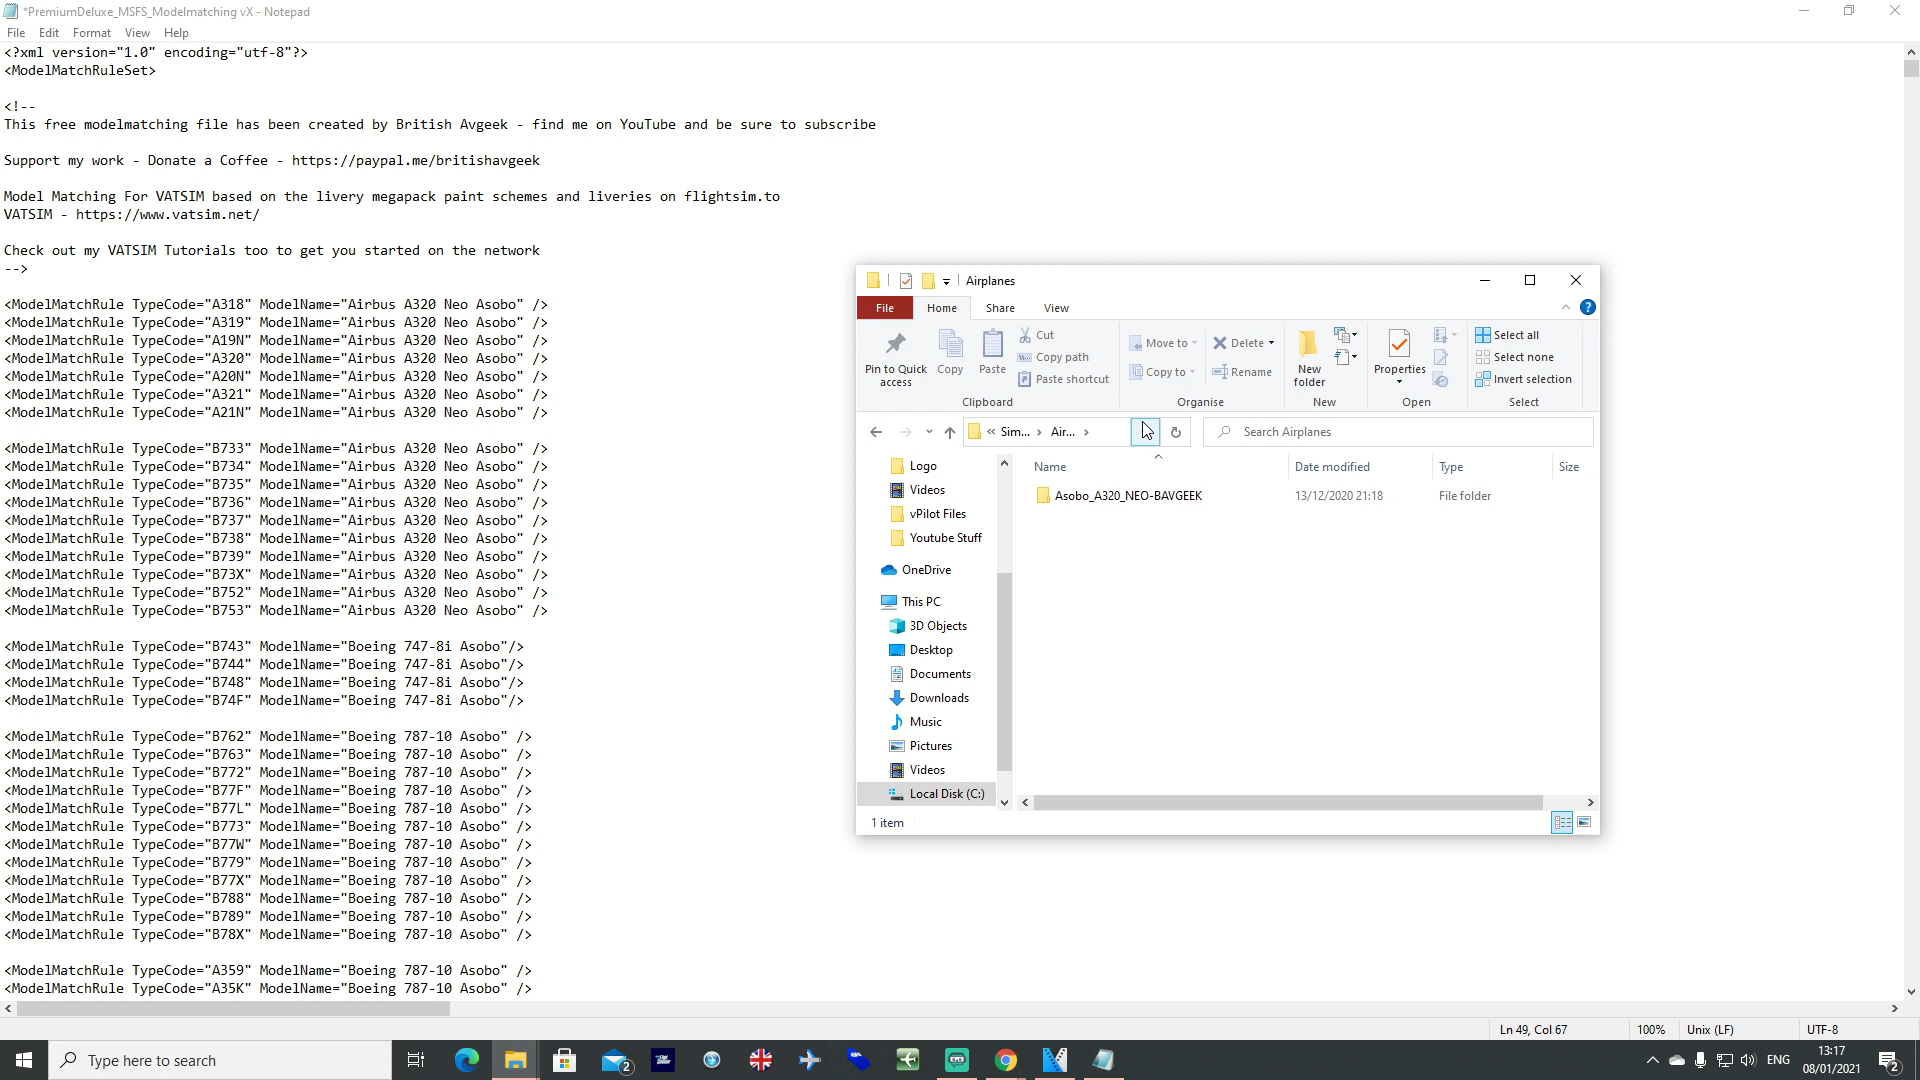 *PremiumDeluxe_MSFS_Modelmatching vX - Notepad
File Edit Format View Help
<?xml version="1.0" encoding="utf-8"?>
<ModelMatchRuleSet>
<!--
This free modelmatching file has been created by British Avgeek - find me on YouTube and be sure to subscribe
Support my work - Donate a Coffee - https://paypal.me/britishavgeek
Model Matching For VATSIM based on the livery megapack paint schemes and liveries on flightsim.to
VATSIM - https://www.vatsim.net/
Check out my VATSIM Tutorials too to get you started on the network
-->
<ModelMatchRule TypeCode="A318" ModelName="Airbus A320 Neo Asobo" />
<ModelMatchRule TypeCode="A319" ModelName="Airbus A320 Neo Asobo" />
<ModelMatchRule TypeCode="A19N" ModelName="Airbus A320 Neo Asobo" />
<ModelMatchRule TypeCode="A320" ModelName="Airbus A320 Neo Asobo" />
<ModelMatchRule TypeCode="A20N" ModelName="Airbus A320 Neo Asobo" />
<ModelMatchRule TypeCode="A321" ModelName="Airbus A320 Neo Asobo" />
<ModelMatchRule TypeCode="A21N" ModelName="Airbus A320 Neo Asobo" />
<ModelMatchRule TypeCode="B733" ModelName="Airbus A320 Neo Asobo" />
<ModelMatchRule TypeCode="B734" ModelName="Airbus A320 Neo Asobo" />
<ModelMatchRule TypeCode="B735" ModelName="Airbus A320 Neo Asobo" />
<ModelMatchRule TypeCode="B736" ModelName="Airbus A320 Neo Asobo" />
<ModelMatchRule TypeCode="B737" ModelName="Airbus A320 Neo Asobo" />
<ModelMatchRule TypeCode="B738" ModelName="Airbus A320 Neo Asobo" />
<ModelMatchRule TypeCode="B739" ModelName="Airbus A320 Neo Asobo" />
<ModelMatchRule TypeCode="B73X" ModelName="Airbus A320 Neo Asobo" />
<ModelMatchRule TypeCode="B752" ModelName="Airbus A320 Neo Asobo" />
<ModelMatchRule TypeCode="B753" ModelName="Airbus A320 Neo Asobo" />
<ModelMatchRule TypeCode="B743" ModelName="Boeing 747-8i Asobo"/>
<ModelMatchRule TypeCode="B744" ModelName="Boeing 747-8i Asobo"/>
<ModelMatchRule TypeCode="B748" ModelName="Boeing 747-8i Asobo"/>
<ModelMatchRule TypeCode="B74F" ModelName="Boeing 747-8i Asobo"/>
<ModelMatchRule TypeCode="B762" ModelName="Boeing 787-10 Asobo" />
<ModelMatchRule TypeCode="B763" ModelName="Boeing 787-10 Asobo" />
<ModelMatchRule TypeCode="B772" ModelName="Boeing 787-10 Asobo" />
<ModelMatchRule TypeCode="B77F" ModelName="Boeing 787-10 Asobo" />
<ModelMatchRule TypeCode="B77L" ModelName="Boeing 787-10 Asobo" />
<ModelMatchRule TypeCode="B773" ModelName="Boeing 787-10 Asobo" />
<ModelMatchRule TypeCode="B77W" ModelName="Boeing 787-10 Asobo" />
<ModelMatchRule TypeCode="B779" ModelName="Boeing 787-10 Asobo" />
<ModelMatchRule TypeCode="B77X" ModelName="Boeing 787-10 Asobo" />
<ModelMatchRule TypeCode="B788" ModelName="Boeing 787-10 Asobo" />
<ModelMatchRule TypeCode="B789" ModelName="Boeing 787-10 Asobo" />
<ModelMatchRule TypeCode="B78X" ModelName="Boeing 787-10 Asobo" />
<ModelMatchRule TypeCode="A359" ModelName="Boeing 787-10 Asobo" />
<ModelMatchRule TypeCode="A35K" ModelName="Boeing 787-10 Asobo" />
Airplanes
File Home Share View
Pin to Quick access
Copy
Paste
Cut
Copy path
Paste shortcut
Clipboard
Move to
Copy to
Delete
Rename
Organise
New folder
New
Properties
Open
Select all
Select none
Invert selection
Select
« Sim... › Air... ›
Search Airplanes
Name Date modified Type Size
Asobo_A320_NEO-BAVGEEK 13/12/2020 21:18 File folder
Logo
Videos
vPilot Files
Youtube Stuff
OneDrive
This PC
3D Objects
Desktop
Documents
Downloads
Music
Pictures
Videos
Local Disk (C:)
1 item
Ln 49, Col 67 100% Unix (LF) UTF-8
Type here to search
2
ENG
13:17
08/01/2021
2